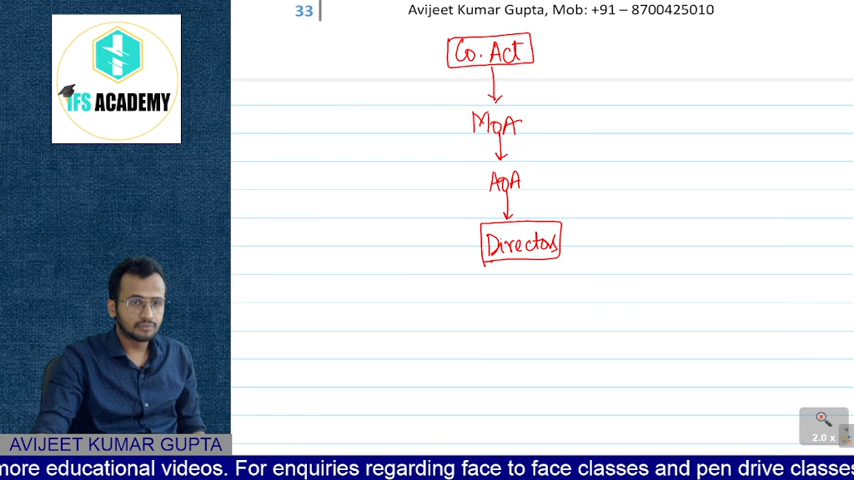 33
Avijeet Kumar Gupta, Mob: +91 – 8700425010
IFS ACADEMY
Co. Act
MOA
AOA
Directors
2.0 x
AVIJEET KUMAR GUPTA
more educational videos. For enquiries regarding face to face classes and pen drive classes